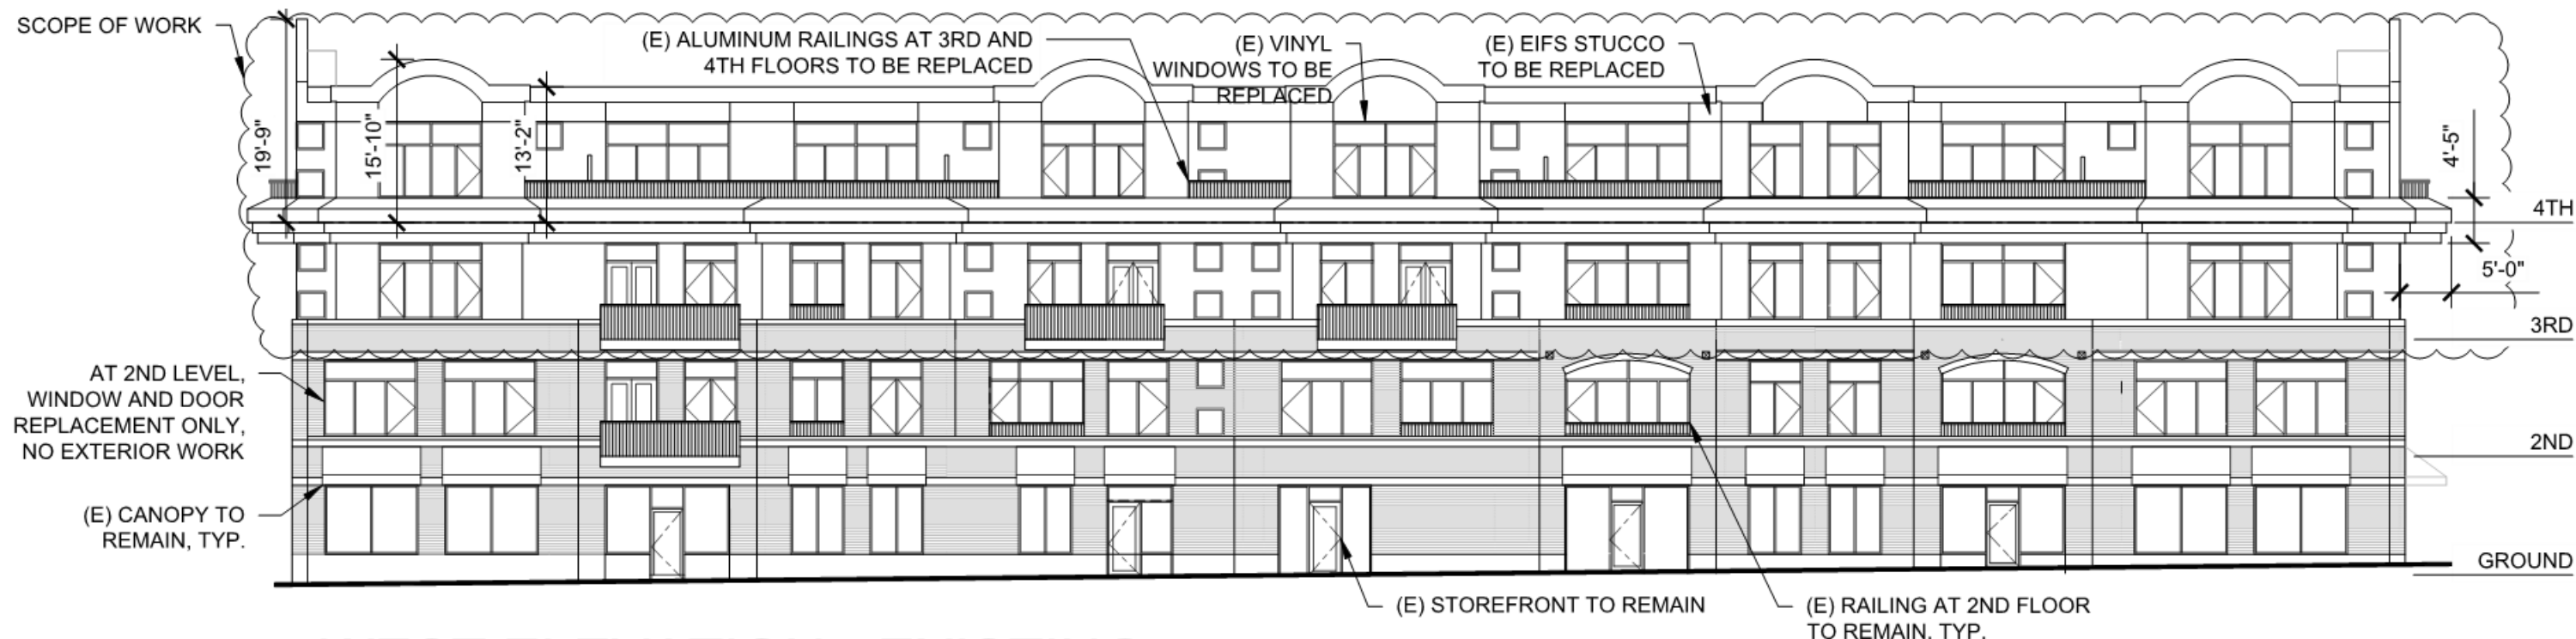 SCOPE OF WORK
(E) ALUMINUM RAILINGS AT 3RD AND
4TH FLOORS TO BE REPLACED
(E) VINYL
WINDOWS TO BE
REPLACED
(E) EIFS STUCCO
TO BE REPLACED
19'-9"
15'-10"
13'-2"
4'-5"
4TH
5'-0"
3RD
AT 2ND LEVEL,
WINDOW AND DOOR
REPLACEMENT ONLY,
NO EXTERIOR WORK
2ND
(E) CANOPY TO
REMAIN, TYP.
GROUND
(E) STOREFRONT TO REMAIN
(E) RAILING AT 2ND FLOOR
TO REMAIN, TYP.